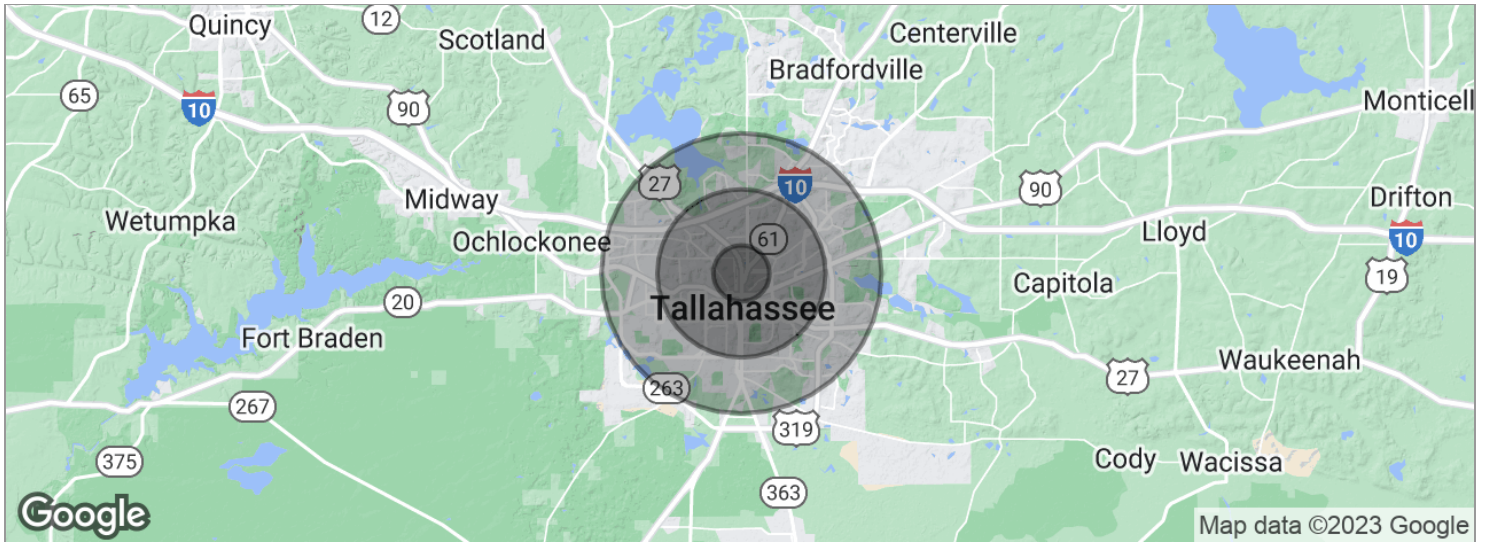 12
Quincy
Scotland
Centerville
Bradfordville
65
10
90
Monticell
27
10
90
Midway
Drifton
Wetumpka
Ochlockonee
61
Lloyd
10
19
Capitola
20
Tallahassee
Fort Braden
Waukeenah
27
263
267
319
375
Cody
Wacissa
363
Google
Map data ©2023 Google